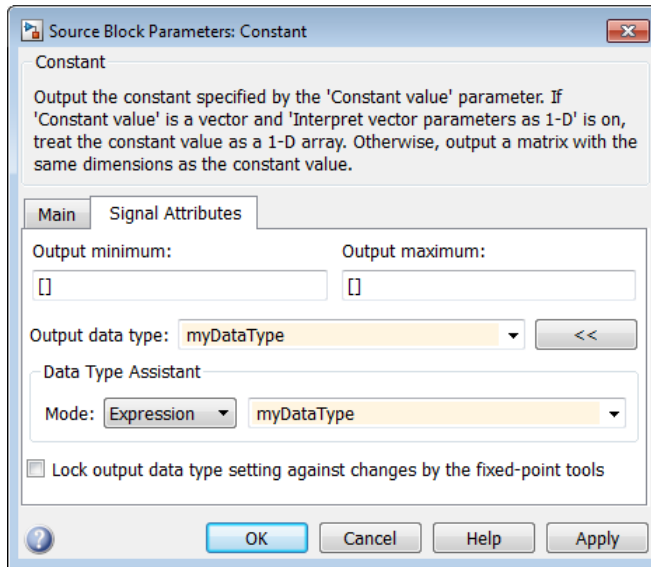 Source Block Parameters: Constant
Constant
Output the constant specified by the 'Constant value' parameter. If
'Constant value' is a vector and 'Interpret vector parameters as 1-D' is on,
treat the constant value as a 1-D array. Otherwise, output a matrix with the
same dimensions as the constant value.
Main Signal Attributes
Output minimum: Output maximum:
[] []
Output data type: myDataType <<
Data Type Assistant
Mode: Expression myDataType
Lock output data type setting against changes by the fixed-point tools
? OK Cancel Help Apply